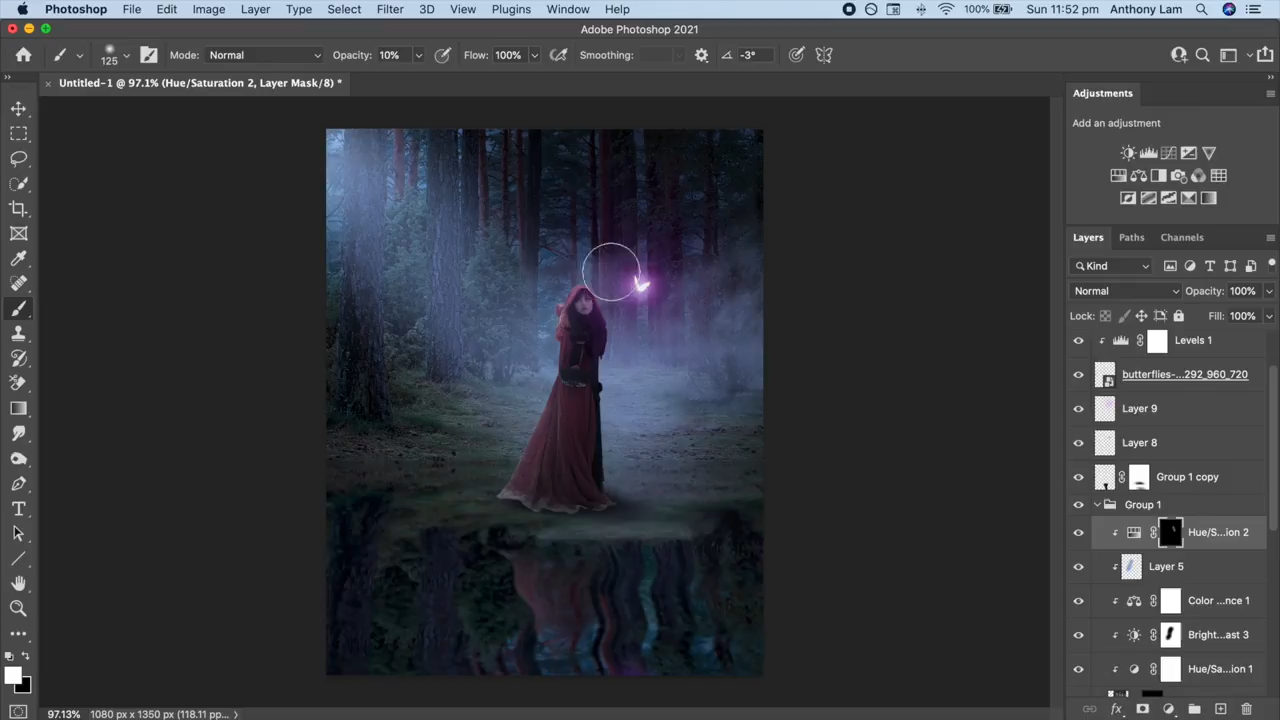 Photoshop File Edit Image Layer Type Select Filter 3D View Plugins Window Help 100% Sun 11:52 pm Anthony Lam
Adobe Photoshop 2021
125 Mode: Normal Opacity: 10% Flow: 100% Smoothing: -3°
Untitled-1 @ 97.1% (Hue/Saturation 2, Layer Mask/8) *
Adjustments
Add an adjustment
Layers Paths Channels
Kind
Normal Opacity: 100%
Lock: Fill: 100%
Levels 1
butterflies-...292_960_720
Layer 9
Layer 8
Group 1 copy
Group 1
Hue/S...ion 2
Layer 5
Color ...nce 1
Bright...ast 3
Hue/Sa...ion 1
97.13% 1080 px x 1350 px (118.11 pp...